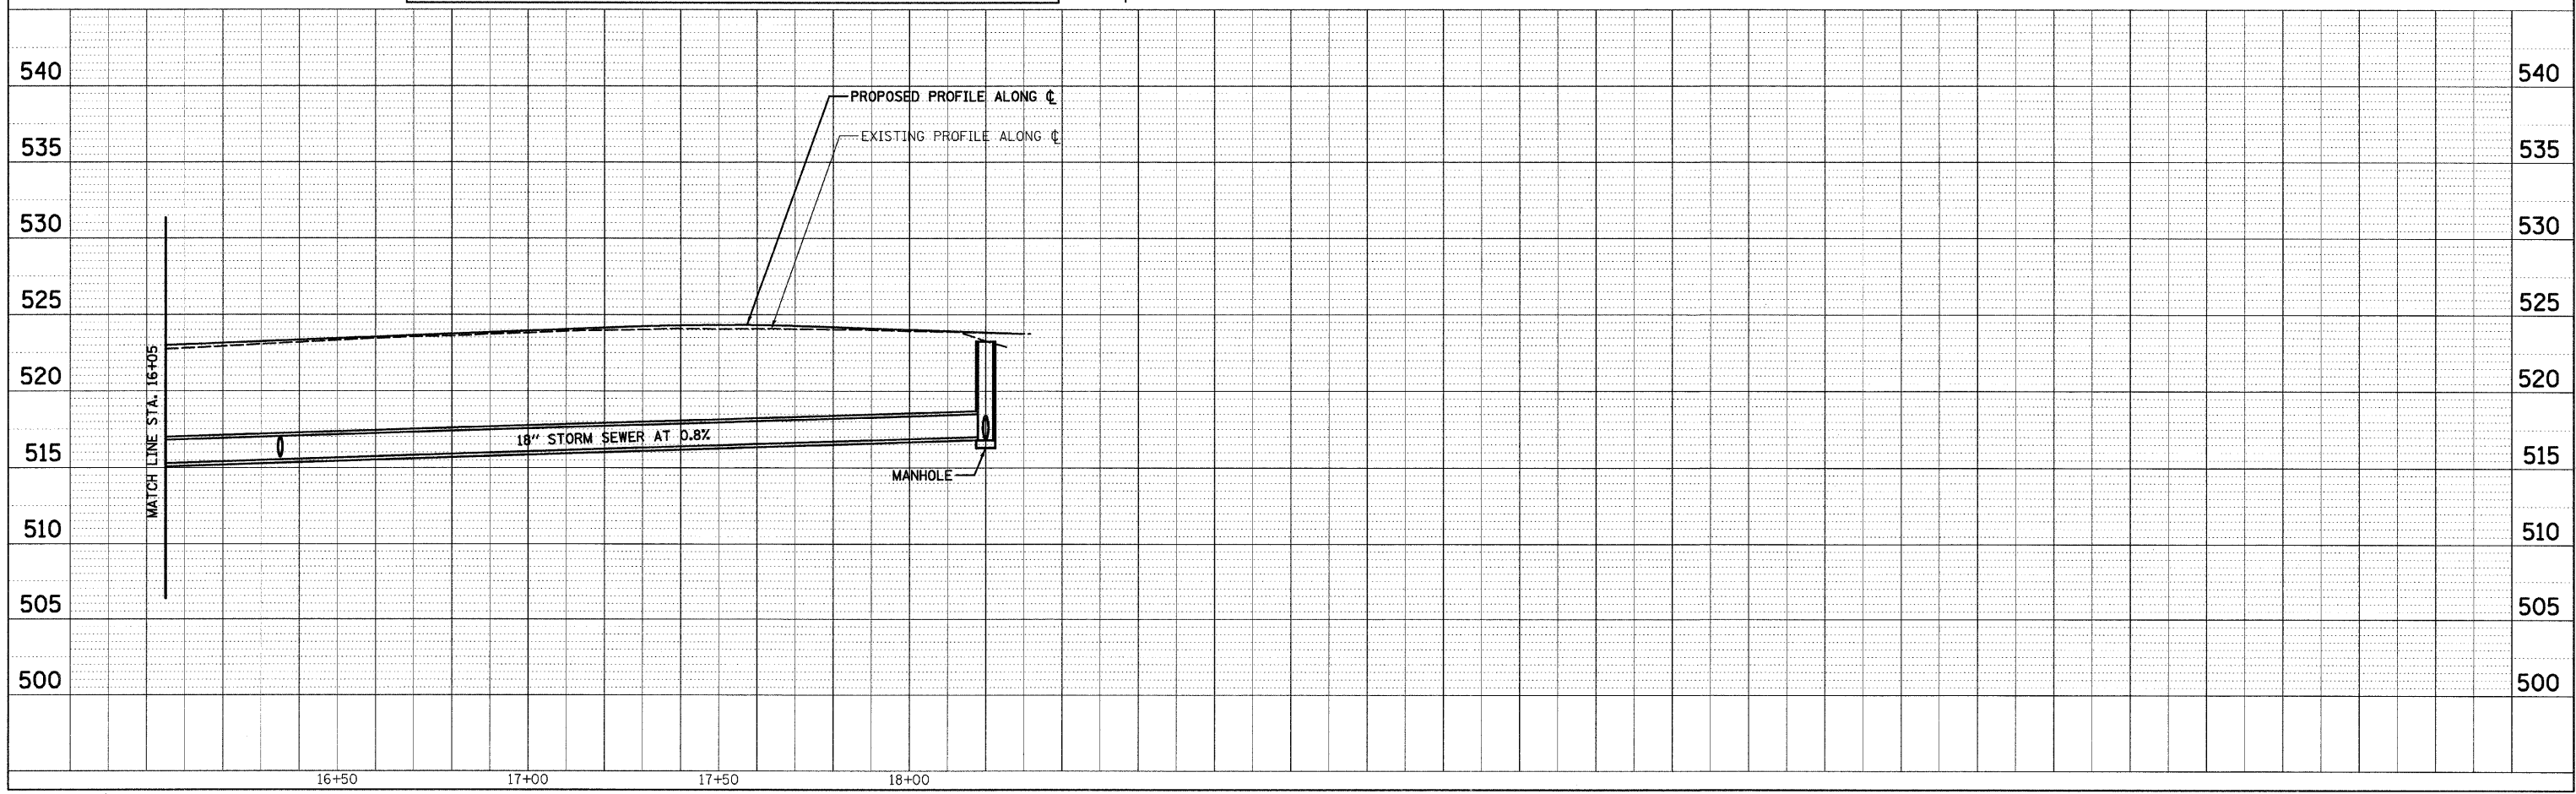 540 540
PROPOSED PROFILE ALONG ℄
EXISTING PROFILE ALONG ℄
535 535
530 530
525 525
MATCH LINE STA. 16+05
520 520
18" STORM SEWER AT 0.8%
515 515
MANHOLE
510 510
505 505
500 500
16+50 17+00 17+50 18+00